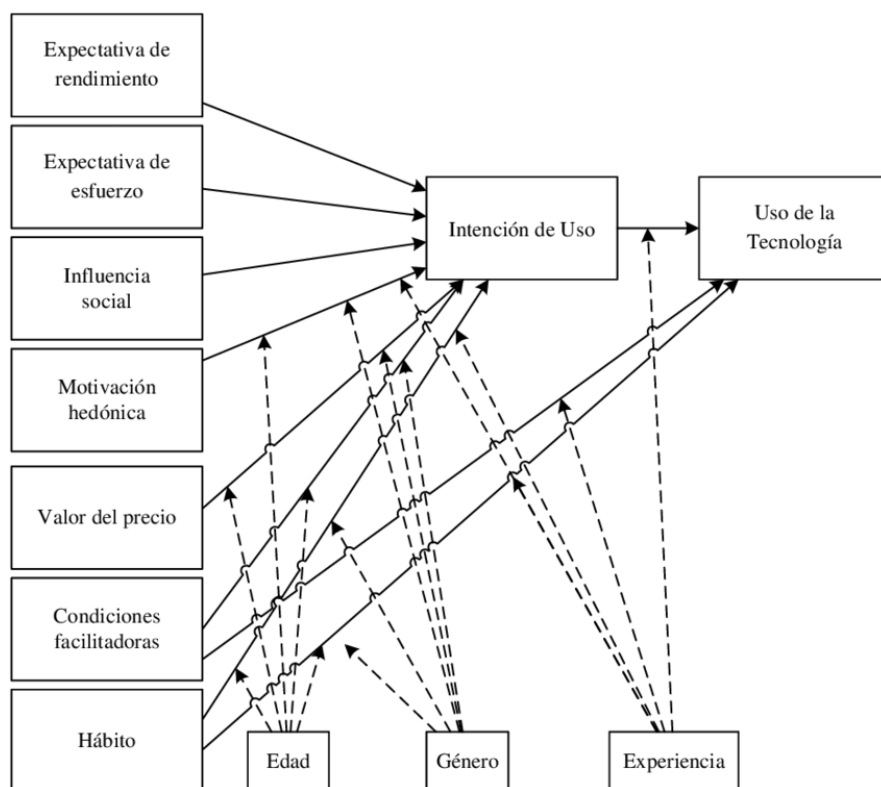 Expectativa de
rendimiento
Expectativa de
esfuerzo
Influencia
social
Motivación
hedónica
Valor del precio
Condiciones
facilitadoras
Hábito
Intención de Uso
Uso de la
Tecnología
Edad
Género
Experiencia